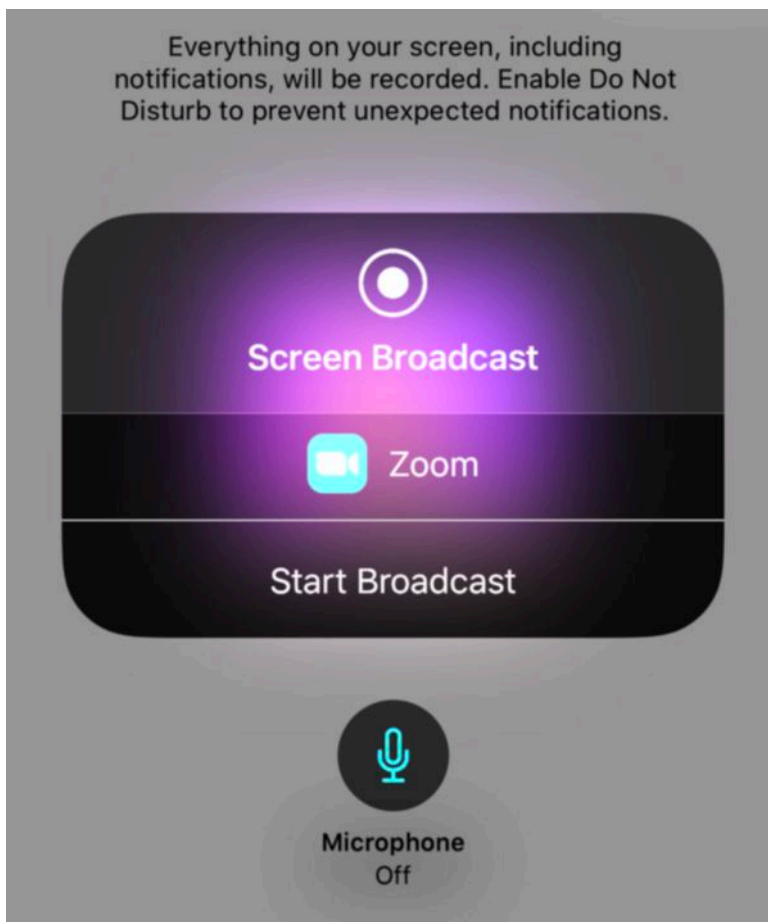 Everything on your screen, including
notifications, will be recorded. Enable Do Not
Disturb to prevent unexpected notifications.
Screen Broadcast
Zoom
Start Broadcast
Microphone
Off